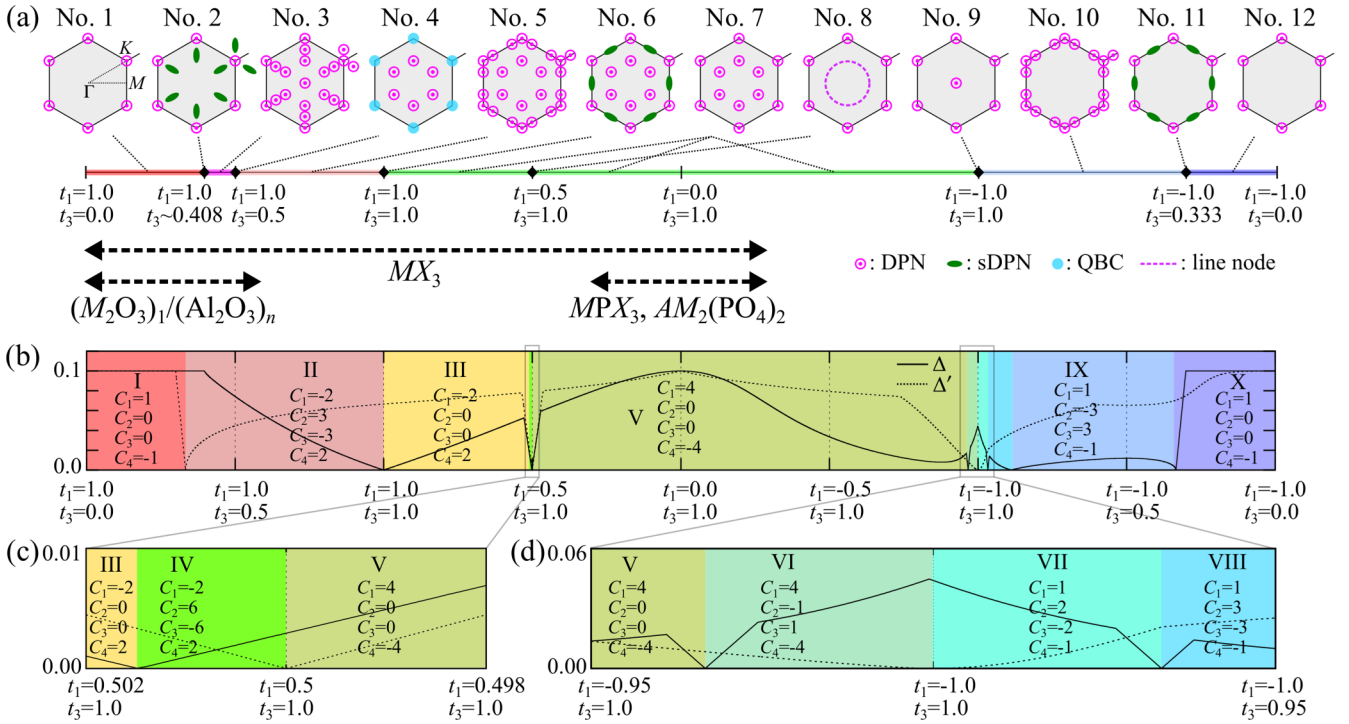 (a)
No. 1 No. 2 No. 3 No. 4 No. 5 No. 6 No. 7 No. 8 No. 9 No. 10 No. 11 No. 12
K
M
Γ
t₁=1.0 t₁=1.0 t₁=1.0 t₁=1.0 t₁=0.5 t₁=0.0 t₁=-1.0 t₁=-1.0 t₁=-1.0
t₃=0.0 t₃~0.408 t₃=0.5 t₃=1.0 t₃=1.0 t₃=1.0 t₃=1.0 t₃=0.333 t₃=0.0
MX₃
: DPN : sDPN : QBC : line node
(M₂O₃)₁/(Al₂O₃)ₙ MPX₃, AM₂(PO₄)₂
(b)
0.1
0.0
I
C₁=1
C₂=0
C₃=0
C₄=-1
II
C₁=-2
C₂=3
C₃=-3
C₄=2
III
C₁=-2
C₂=0
C₃=0
C₄=2
V
C₁=4
C₂=0
C₃=0
C₄=-4
Δ
Δ′
IX
C₁=1
C₂=-3
C₃=3
C₄=-1
X
C₁=1
C₂=0
C₃=0
C₄=-1
t₁=1.0 t₁=1.0 t₁=1.0 t₁=0.5 t₁=0.0 t₁=-0.5 t₁=-1.0 t₁=-1.0 t₁=-1.0
t₃=0.0 t₃=0.5 t₃=1.0 t₃=1.0 t₃=1.0 t₃=1.0 t₃=1.0 t₃=0.5 t₃=0.0
(c)
0.01
0.00
III
C₁=-2
C₂=0
C₃=0
C₄=2
IV
C₁=-2
C₂=6
C₃=-6
C₄=2
V
C₁=4
C₂=0
C₃=0
C₄=-4
t₁=0.502 t₁=0.5 t₁=0.498
t₃=1.0 t₃=1.0 t₃=1.0
(d)
0.06
0.00
V
C₁=4
C₂=0
C₃=0
C₄=-4
VI
C₁=4
C₂=-1
C₃=1
C₄=-4
VII
C₁=1
C₂=2
C₃=-2
C₄=-1
VIII
C₁=1
C₂=3
C₃=-3
C₄=-1
t₁=-0.95 t₁=-1.0 t₁=-1.0
t₃=1.0 t₃=1.0 t₃=0.95